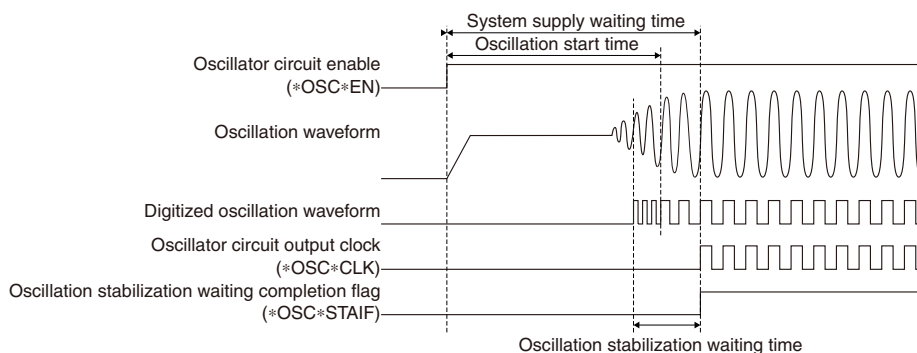 System supply waiting time
Oscillation start time
Oscillator circuit enable
(*OSC*EN)
Oscillation waveform
Digitized oscillation waveform
Oscillator circuit output clock
(*OSC*CLK)
Oscillation stabilization waiting completion flag
(*OSC*STAIF)
Oscillation stabilization waiting time